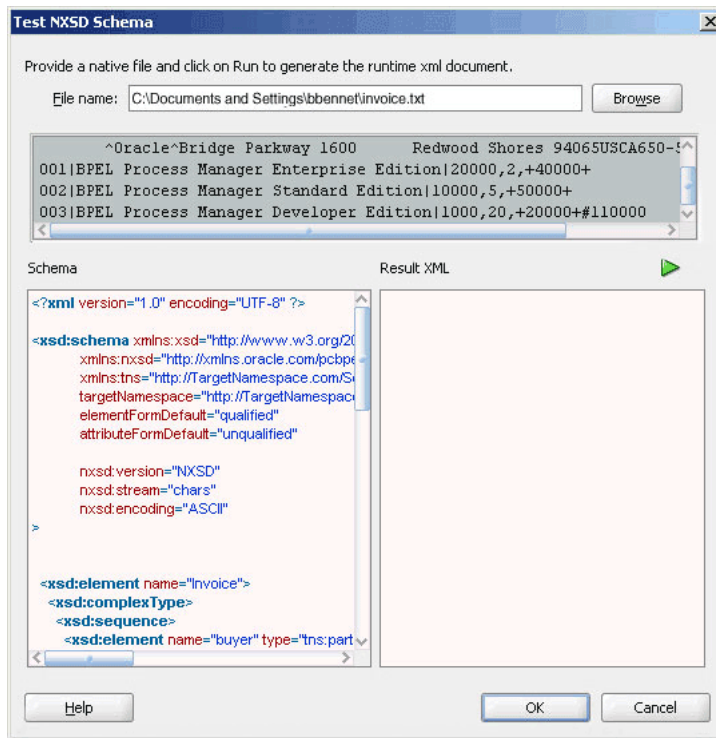 Test NXSD Schema
Provide a native file and click on Run to generate the runtime xml document.
File name: C:\Documents and Settings\bbennet\invoice.txt Browse
^Oracle^Bridge Parkway 1600 Redwood Shores 94065USCA650-5
001|BPEL Process Manager Enterprise Edition|20000,2,+40000+
002|BPEL Process Manager Standard Edition|10000,5,+50000+
003|BPEL Process Manager Developer Edition|1000,20,+20000+#110000
Schema
Result XML
<?xml version="1.0" encoding="UTF-8" ?>
<xsd:schema xmlns:xsd="http://www.w3.org/20
xmlns:nxsd="http://xmlns.oracle.com/pcbpe
xmlns:tns="http://TargetNamespace.com/Se
targetNamespace="http://TargetNamespace
elementFormDefault="qualified"
attributeFormDefault="unqualified"
nxsd:version="NXSD"
nxsd:stream="chars"
nxsd:encoding="ASCII"
>
<xsd:element name="Invoice">
<xsd:complexType>
<xsd:sequence>
<xsd:element name="buyer" type="tns:part
Help OK Cancel